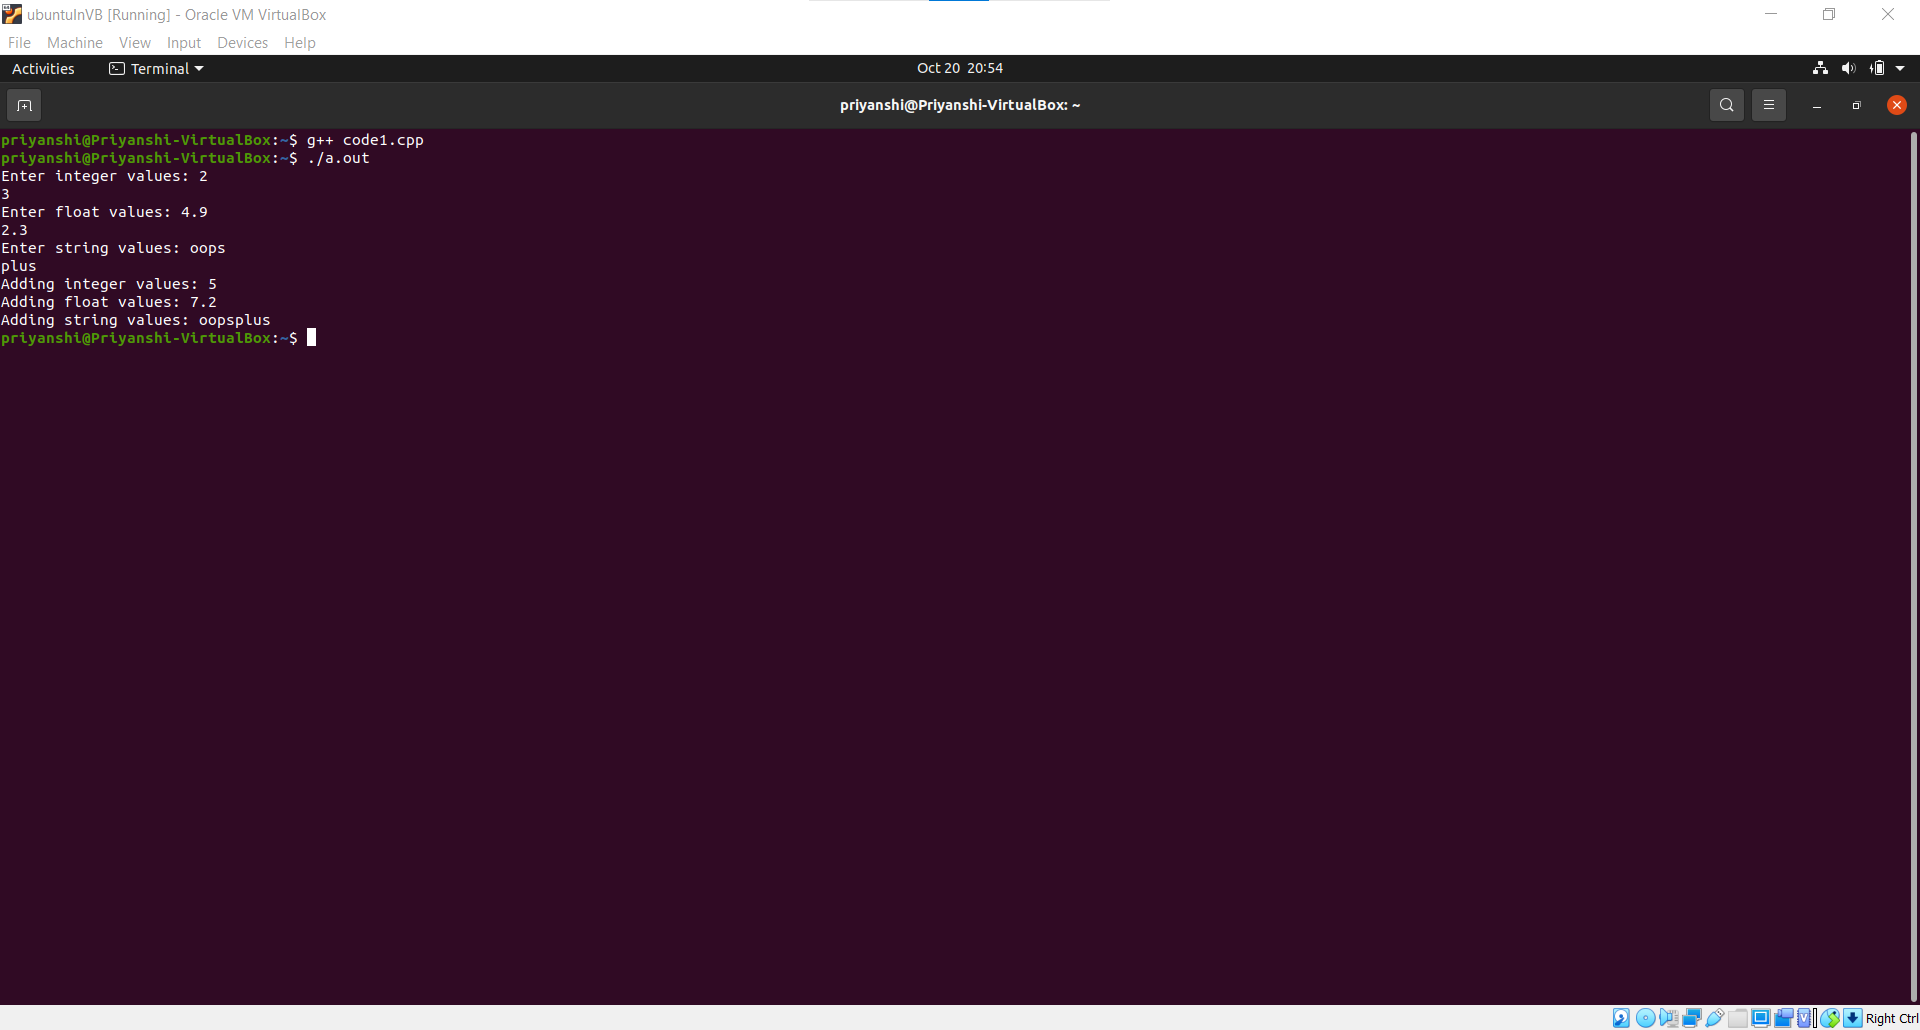 ubuntuInVB [Running] - Oracle VM VirtualBox
File Machine View Input Devices Help
Activities Terminal Oct 20 20:54
priyanshi@Priyanshi-VirtualBox: ~
priyanshi@Priyanshi-VirtualBox:~$ g++ code1.cpp
priyanshi@Priyanshi-VirtualBox:~$ ./a.out
Enter integer values: 2
3
Enter float values: 4.9
2.3
Enter string values: oops
plus
Adding integer values: 5
Adding float values: 7.2
Adding string values: oopsplus
priyanshi@Priyanshi-VirtualBox:~$
Right Ctrl